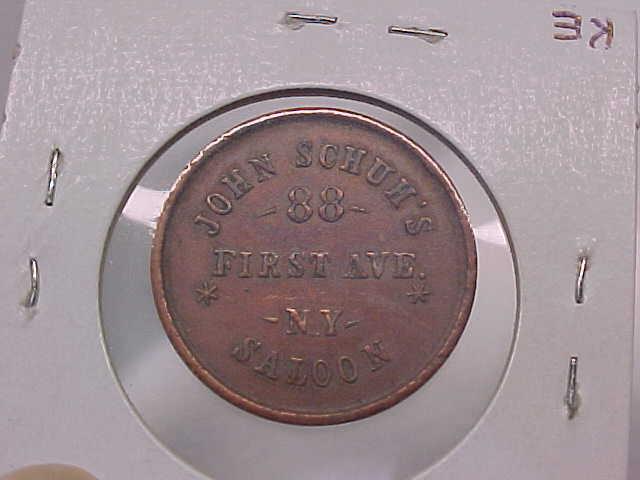 JOHN SCHUH'S
-88-
FIRST AVE.
* *
-N.Y-
SALOON